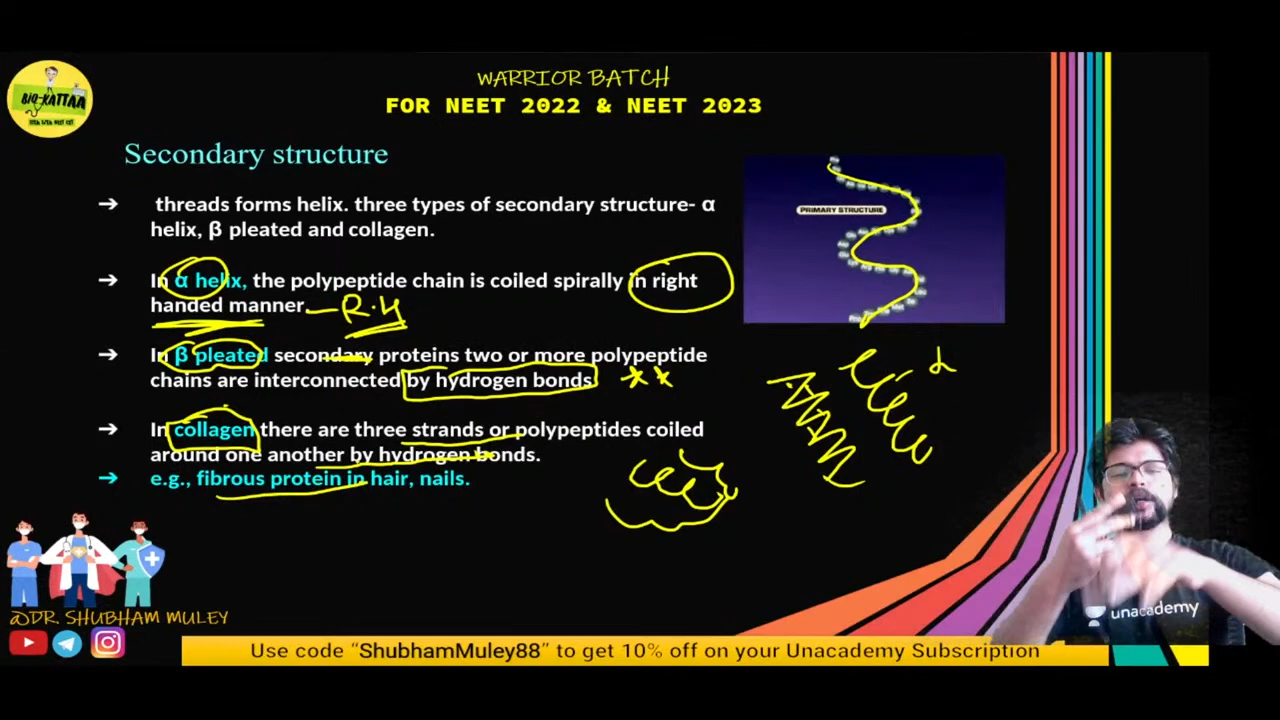 WARRIOR BATCH
FOR NEET 2022 & NEET 2023
BIO-KATTAA
Secondary structure
➔ threads forms helix. three types of secondary structure- α
helix, β pleated and collagen.
➔ In α helix, the polypeptide chain is coiled spirally in right
handed manner. – R.H
➔ In β pleated secondary proteins two or more polypeptide
chains are interconnected by hydrogen bonds.
➔ In collagen there are three strands or polypeptides coiled
around one another by hydrogen bonds.
➔ e.g., fibrous protein in hair, nails.
PRIMARY STRUCTURE
α
unacademy
@DR. SHUBHAM MULEY
Use code “ShubhamMuley88” to get 10% off on your Unacademy Subscription